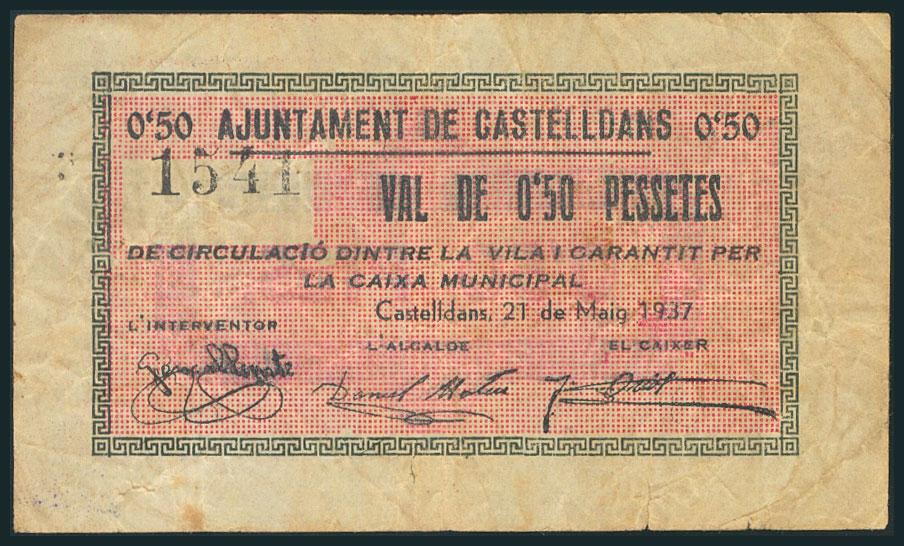 0'50 AJUNTAMENT DE CASTELLDANS 0'50
1541
VAL DE 0'50 PESSETES
DE CIRCULACIÓ DINTRE LA VILA I GARANTIT PER
LA CAIXA MUNICIPAL
Castelldans, 21 de Maig 1937
L'INTERVENTOR
L'ALCALDE EL CAIXER
Daniel